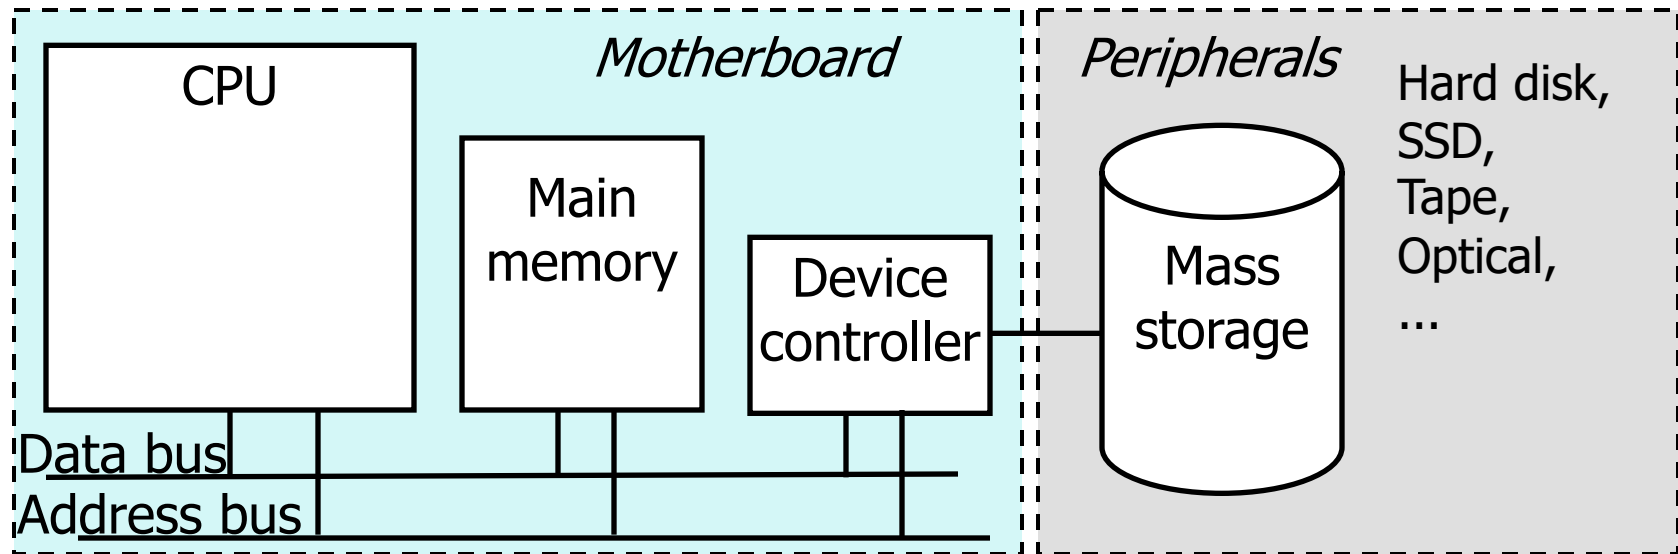 Motherboard
CPU
Main
memory
Device
controller
Data bus
Address bus
Peripherals
Mass
storage
Hard disk,
SSD,
Tape,
Optical,
...